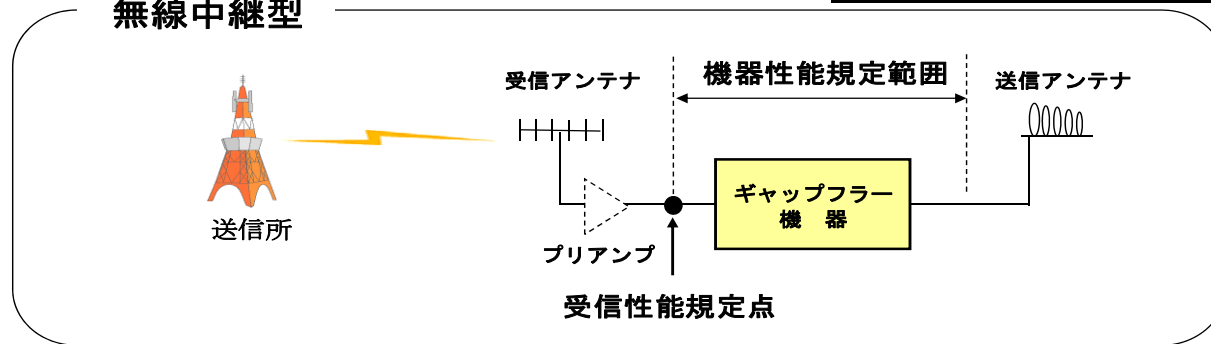 無線中継型
受信アンテナ
機器性能規定範囲
送信アンテナ
ギャップフラー
機 器
送信所
プリアンプ
受信性能規定点